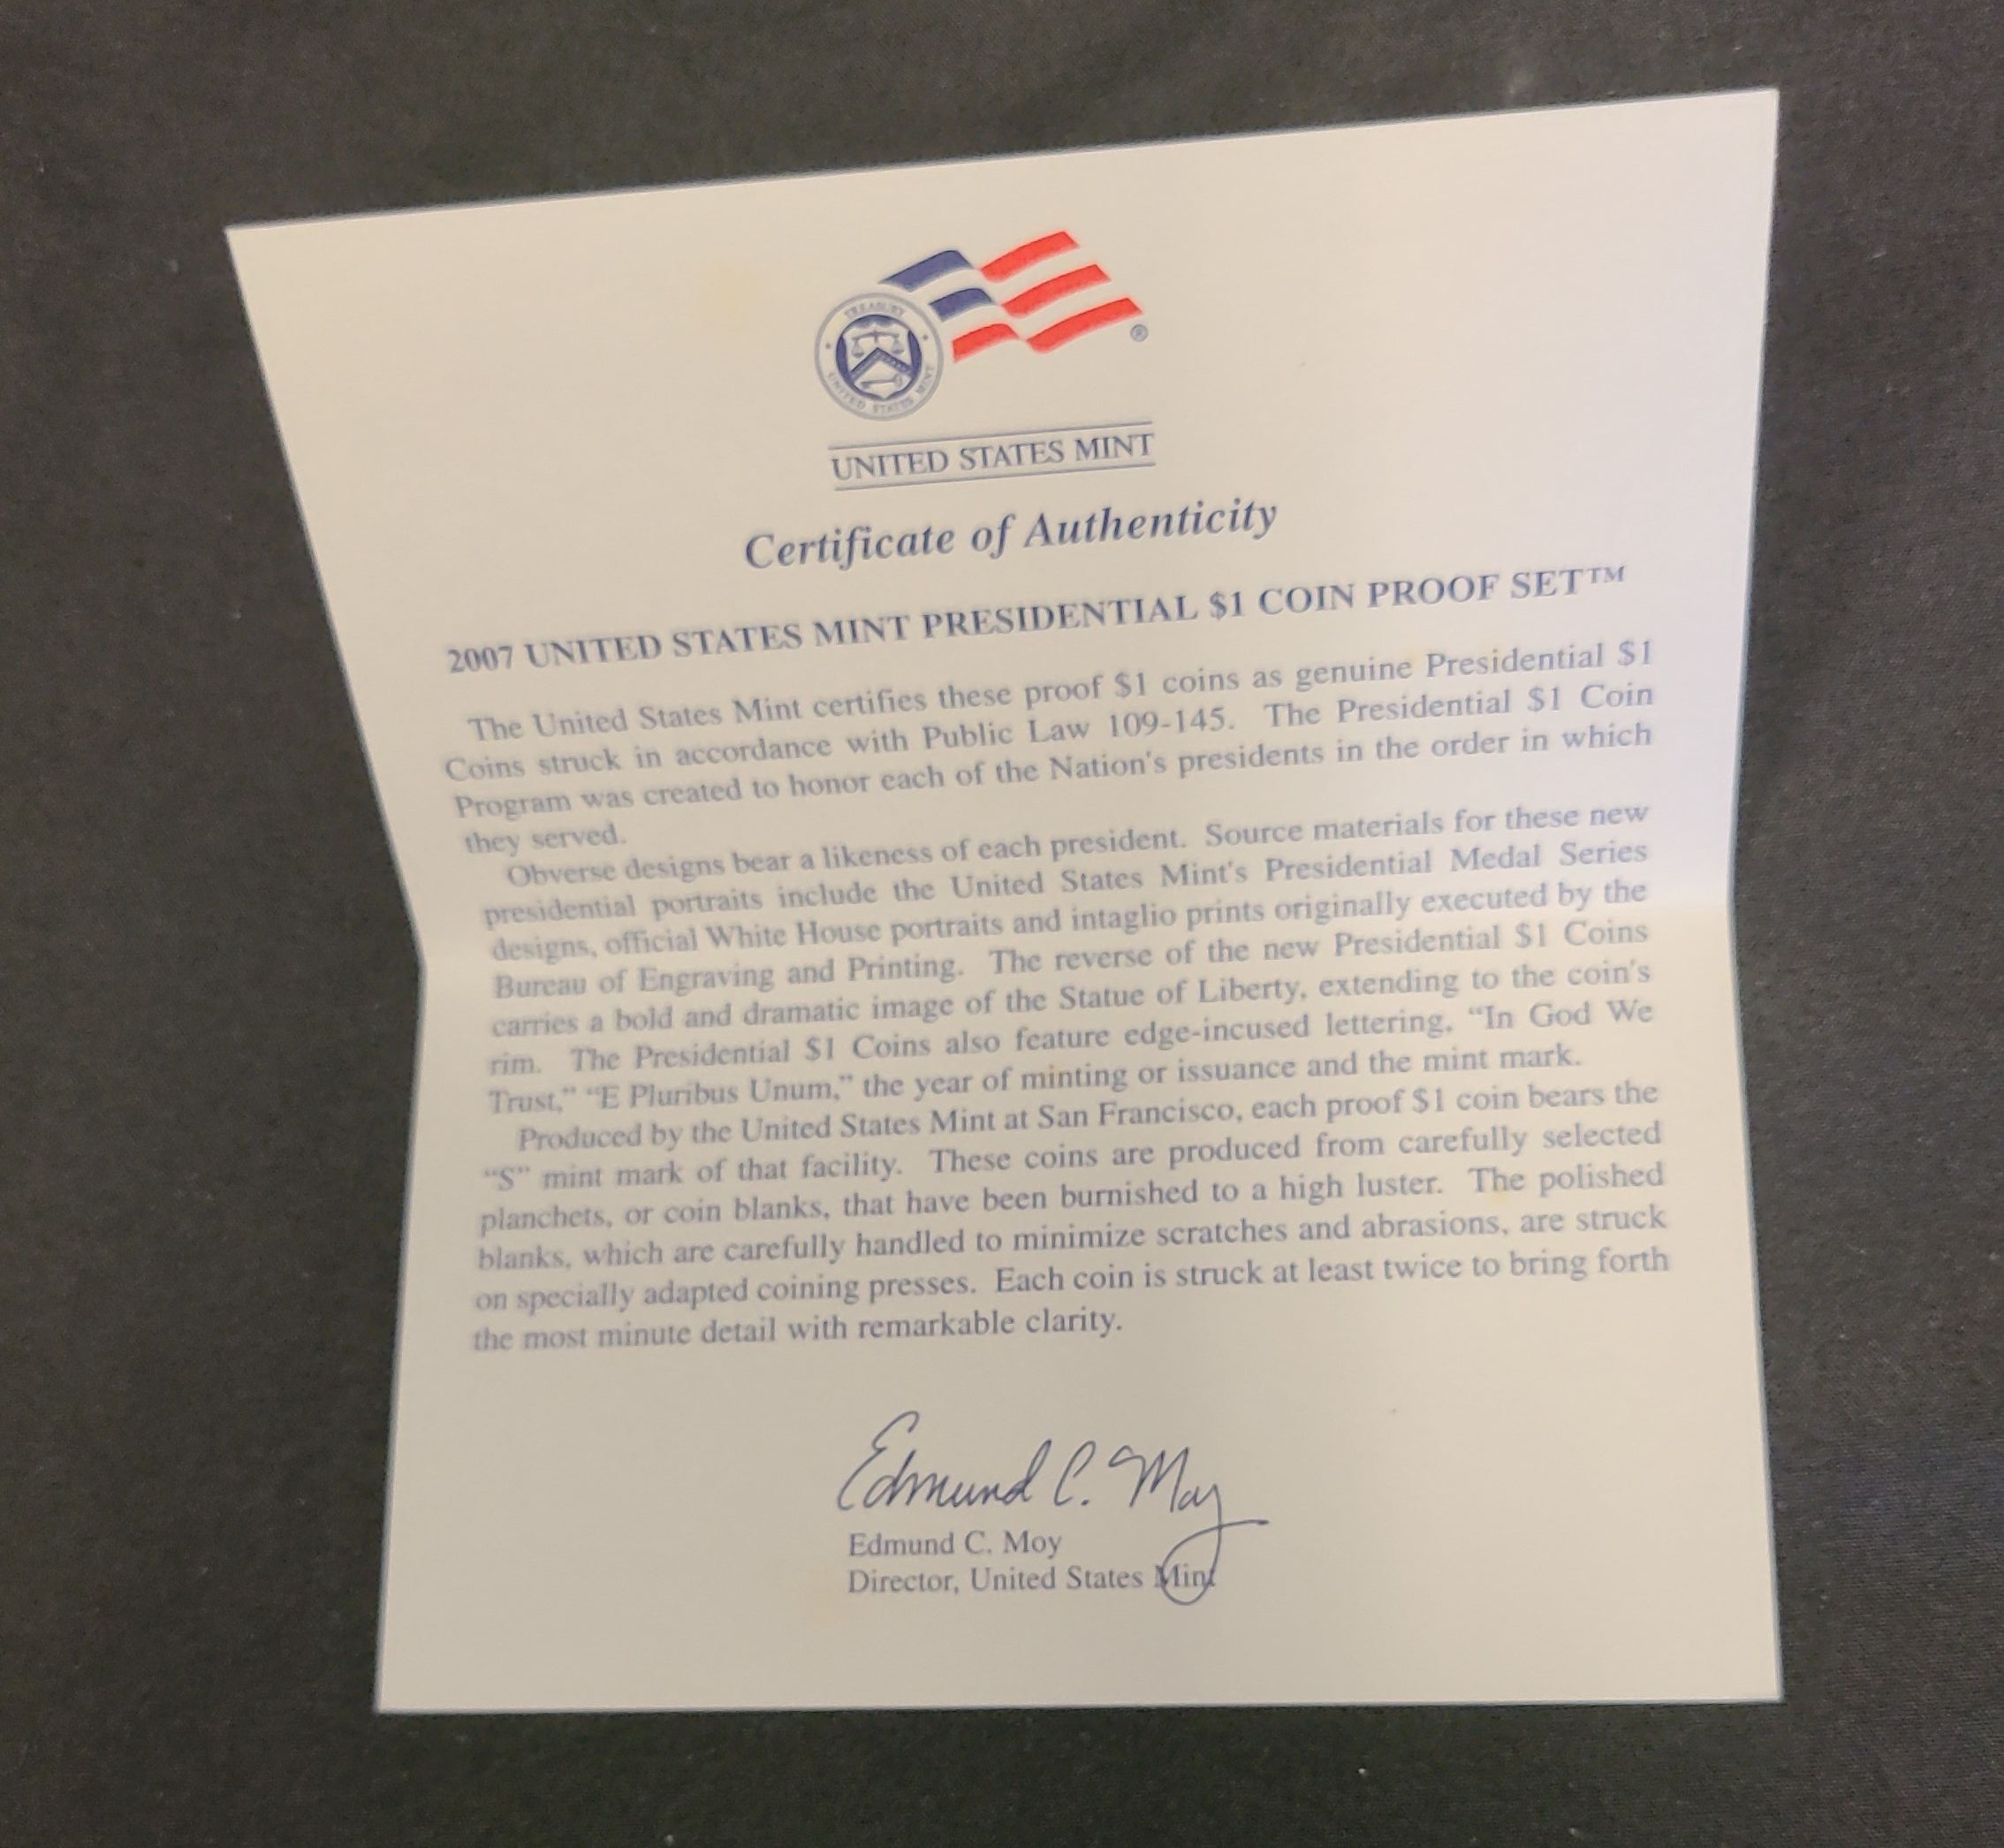 TREASURY
UNITED STATES MINT
®
UNITED STATES MINT
Certificate of Authenticity
2007 UNITED STATES MINT PRESIDENTIAL $1 COIN PROOF SET™
The United States Mint certifies these proof $1 coins as genuine Presidential $1
Coins struck in accordance with Public Law 109-145. The Presidential $1 Coin
Program was created to honor each of the Nation's presidents in the order in which
they served.
Obverse designs bear a likeness of each president. Source materials for these new
presidential portraits include the United States Mint's Presidential Medal Series
designs, official White House portraits and intaglio prints originally executed by the
Bureau of Engraving and Printing. The reverse of the new Presidential $1 Coins
carries a bold and dramatic image of the Statue of Liberty, extending to the coin's
rim. The Presidential $1 Coins also feature edge-incused lettering, “In God We
Trust,” “E Pluribus Unum,” the year of minting or issuance and the mint mark.
Produced by the United States Mint at San Francisco, each proof $1 coin bears the
“S” mint mark of that facility. These coins are produced from carefully selected
planchets, or coin blanks, that have been burnished to a high luster. The polished
blanks, which are carefully handled to minimize scratches and abrasions, are struck
on specially adapted coining presses. Each coin is struck at least twice to bring forth
the most minute detail with remarkable clarity.
Edmund C. Moy
Edmund C. Moy
Director, United States Mint